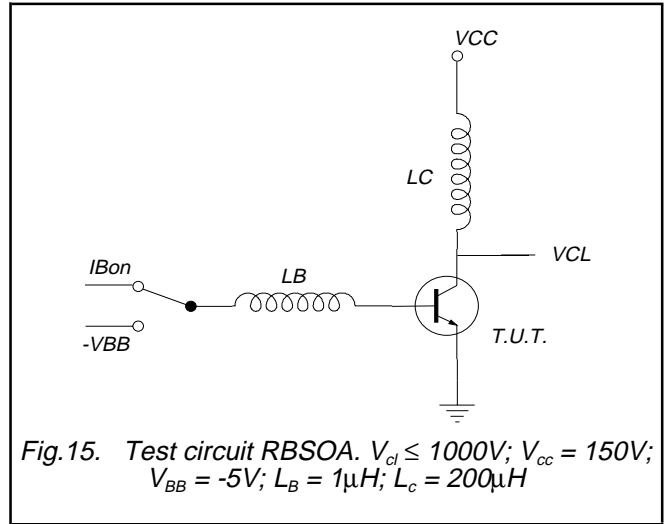 VCC
LC
VCL
IBon
LB
-VBB
T.U.T.
Fig.15. Test circuit RBSOA. Vcl ≤ 1000V; Vcc = 150V;
VBB = -5V; LB = 1μH; Lc = 200μH